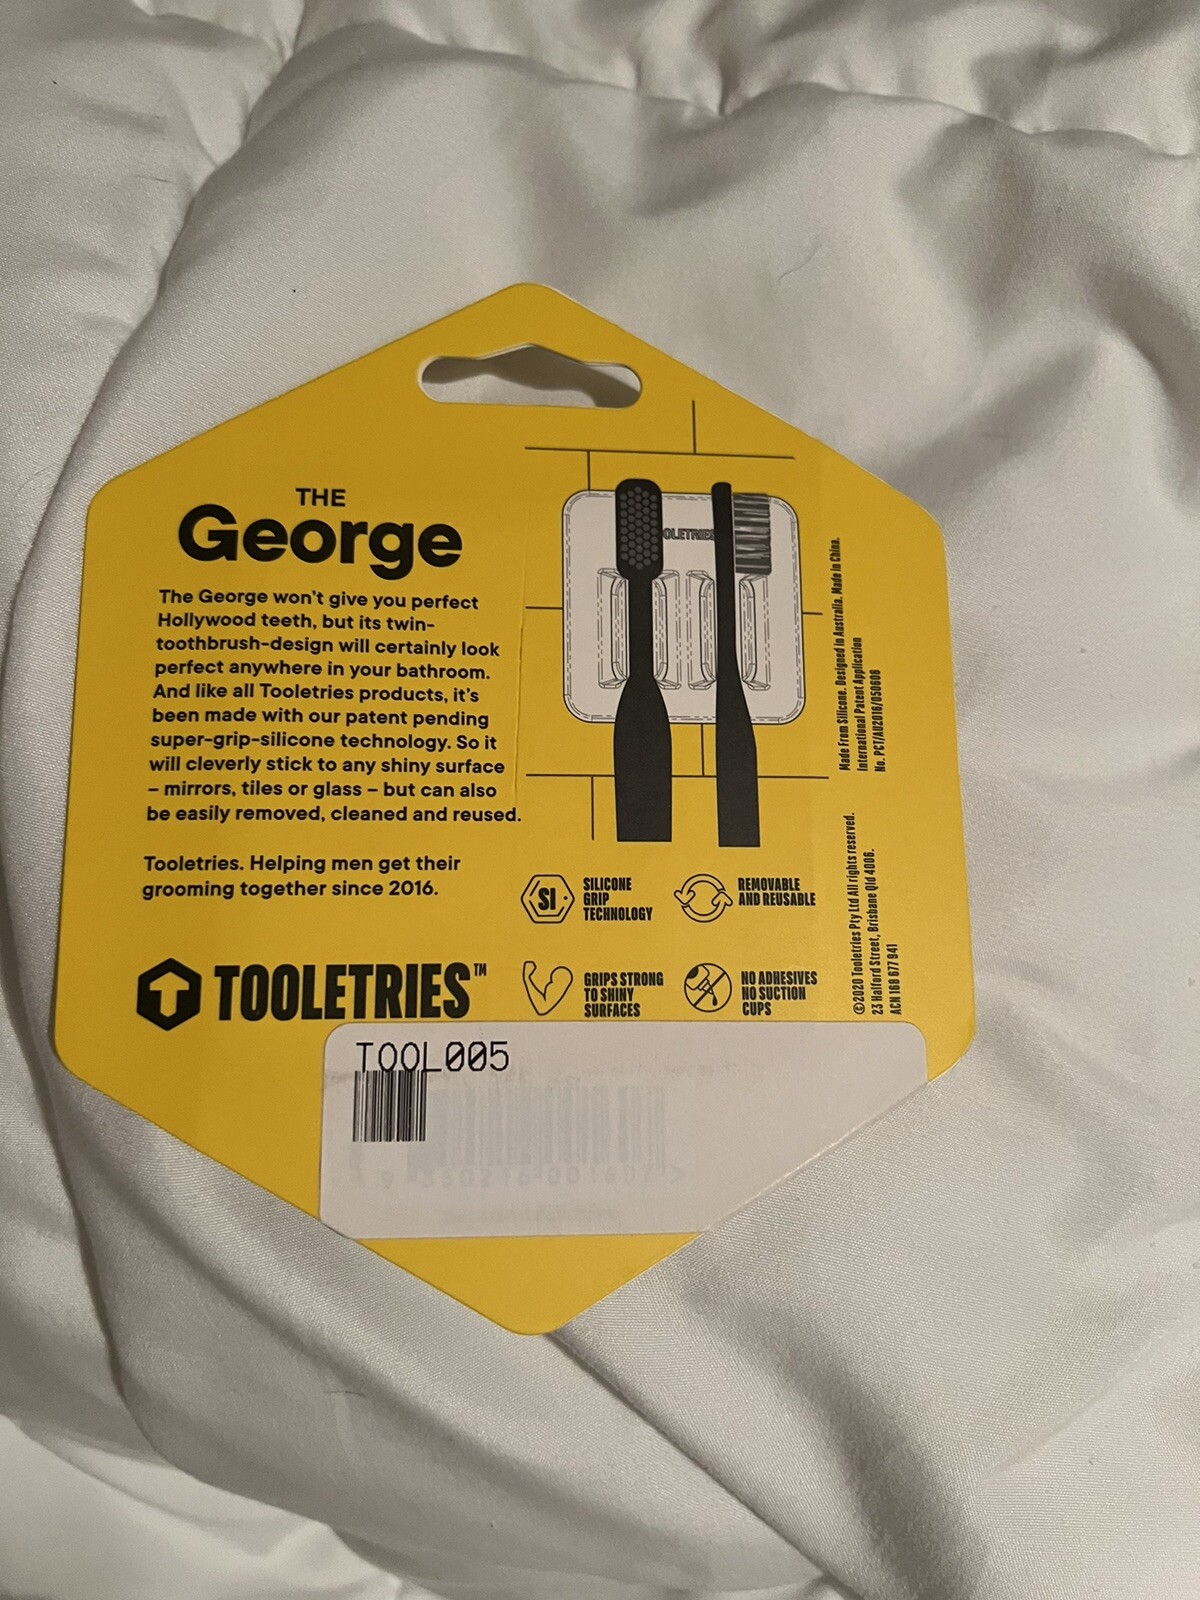 THE
George
The George won't give you perfect
Hollywood teeth, but its twin-
toothbrush-design will certainly look
perfect anywhere in your bathroom.
And like all Tooletries products, it's
been made with our patent pending
super-grip-silicone technology. So it
will cleverly stick to any shiny surface
– mirrors, tiles or glass – but can also
be easily removed, cleaned and reused.
Tooletries. Helping men get their
grooming together since 2016.
TOOLETRIES™
OLETRIES
SI
SILICONE
GRIP
TECHNOLOGY
REMOVABLE
AND REUSABLE
GRIPS STRONG
TO SHINY
SURFACES
NO ADHESIVES
NO SUCTION
CUPS
Made From Silicone. Designed in Australia. Made in China.
International Patent Application
No. PCT/AU2016/050606
©2020 Tooletries Pty Ltd All rights reserved.
23 Halford Street, Brisbane Qld 4006.
ACN 168 677 941
TOOL005